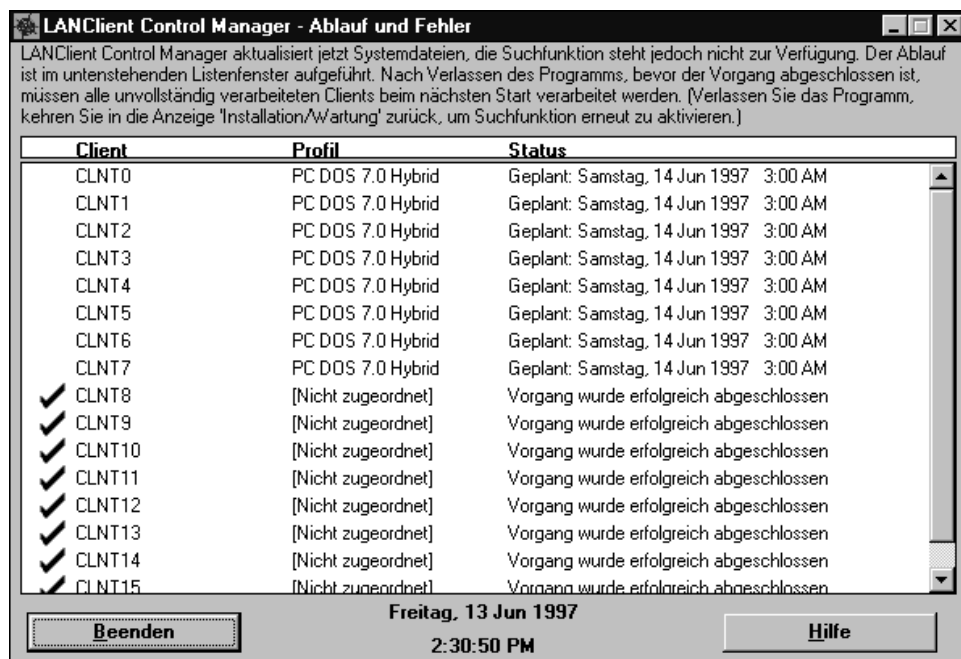 LANClient Control Manager - Ablauf und Fehler
LANClient Control Manager aktualisiert jetzt Systemdateien, die Suchfunktion steht jedoch nicht zur Verfügung. Der Ablauf
ist im untenstehenden Listenfenster aufgeführt. Nach Verlassen des Programms, bevor der Vorgang abgeschlossen ist,
müssen alle unvollständig verarbeiteten Clients beim nächsten Start verarbeitet werden. (Verlassen Sie das Programm,
kehren Sie in die Anzeige 'Installation/Wartung' zurück, um Suchfunktion erneut zu aktivieren.)
Client Profil Status
CLNT0 PC DOS 7.0 Hybrid Geplant: Samstag, 14 Jun 1997 3:00 AM
CLNT1 PC DOS 7.0 Hybrid Geplant: Samstag, 14 Jun 1997 3:00 AM
CLNT2 PC DOS 7.0 Hybrid Geplant: Samstag, 14 Jun 1997 3:00 AM
CLNT3 PC DOS 7.0 Hybrid Geplant: Samstag, 14 Jun 1997 3:00 AM
CLNT4 PC DOS 7.0 Hybrid Geplant: Samstag, 14 Jun 1997 3:00 AM
CLNT5 PC DOS 7.0 Hybrid Geplant: Samstag, 14 Jun 1997 3:00 AM
CLNT6 PC DOS 7.0 Hybrid Geplant: Samstag, 14 Jun 1997 3:00 AM
CLNT7 PC DOS 7.0 Hybrid Geplant: Samstag, 14 Jun 1997 3:00 AM
CLNT8 [Nicht zugeordnet] Vorgang wurde erfolgreich abgeschlossen
CLNT9 [Nicht zugeordnet] Vorgang wurde erfolgreich abgeschlossen
CLNT10 [Nicht zugeordnet] Vorgang wurde erfolgreich abgeschlossen
CLNT11 [Nicht zugeordnet] Vorgang wurde erfolgreich abgeschlossen
CLNT12 [Nicht zugeordnet] Vorgang wurde erfolgreich abgeschlossen
CLNT13 [Nicht zugeordnet] Vorgang wurde erfolgreich abgeschlossen
CLNT14 [Nicht zugeordnet] Vorgang wurde erfolgreich abgeschlossen
CLNT15 [Nicht zugeordnet] Vorgang wurde erfolgreich abgeschlossen
Beenden
Freitag, 13 Jun 1997
2:30:50 PM
Hilfe